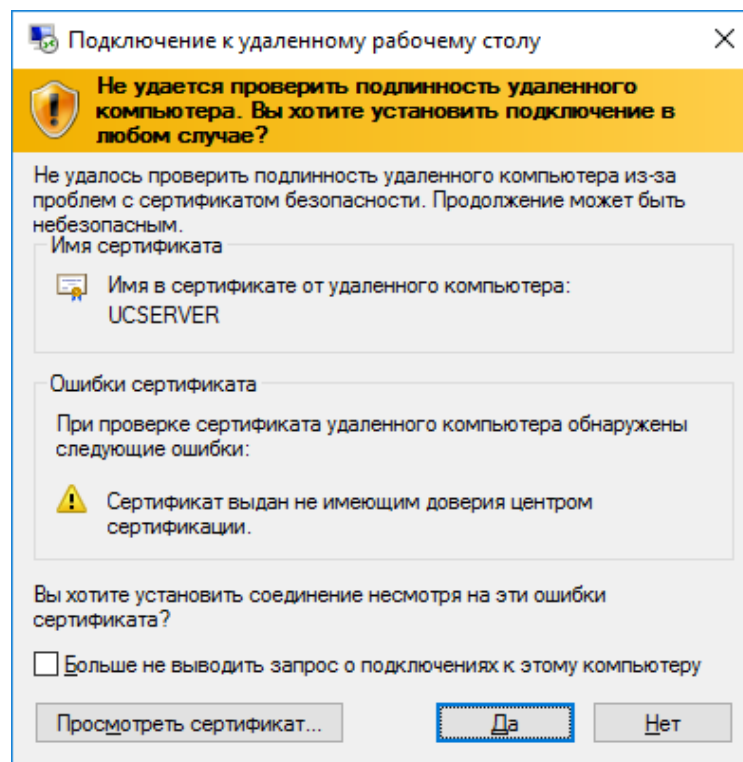 Подключение к удаленному рабочему столу
Не удается проверить подлинность удаленного
компьютера. Вы хотите установить подключение в
любом случае?
Не удалось проверить подлинность удаленного компьютера из-за
проблем с сертификатом безопасности. Продолжение может быть
небезопасным.
Имя сертификата
Имя в сертификате от удаленного компьютера:
UCSERVER
Ошибки сертификата
При проверке сертификата удаленного компьютера обнаружены
следующие ошибки:
Сертификат выдан не имеющим доверия центром
сертификации.
Вы хотите установить соединение несмотря на эти ошибки
сертификата?
Больше не выводить запрос о подключениях к этому компьютеру
Просмотреть сертификат... Да Нет